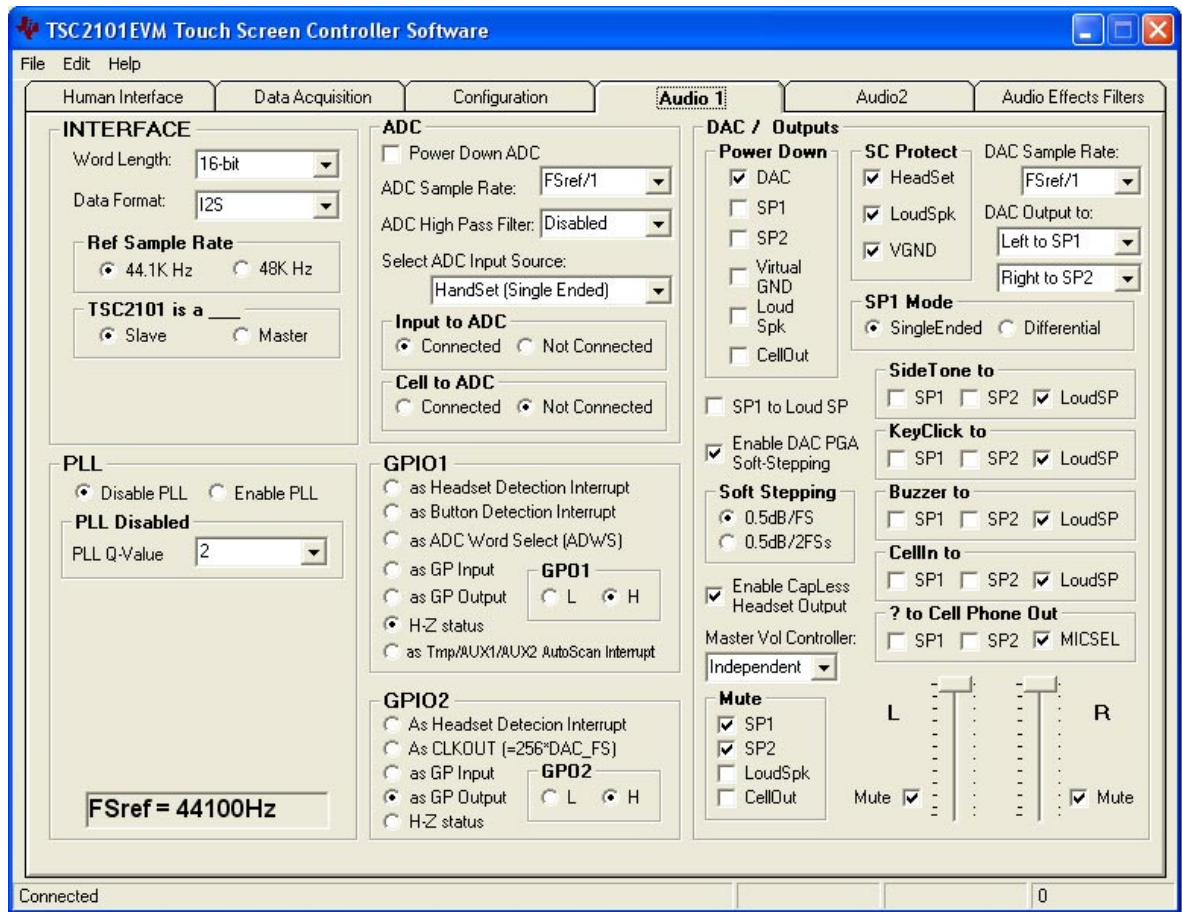 TSC2101EVM Touch Screen Controller Software
File Edit Help
Human Interface Data Acquisition Configuration Audio 1 Audio2 Audio Effects Filters
INTERFACE
Word Length: 16-bit
Data Format: I2S
Ref Sample Rate
44.1K Hz 48K Hz
TSC2101 is a ___
Slave Master
PLL
Disable PLL Enable PLL
PLL Disabled
PLL Q-Value 2
FSref = 44100Hz
ADC
Power Down ADC
ADC Sample Rate: FSref/1
ADC High Pass Filter: Disabled
Select ADC Input Source:
HandSet (Single Ended)
Input to ADC
Connected Not Connected
Cell to ADC
Connected Not Connected
GPIO1
as Headset Detection Interrupt
as Button Detection Interrupt
as ADC Word Select (ADWS)
as GP Input
as GP Output
GPO1
L H
H-Z status
as Tmp/AUX1/AUX2 AutoScan Interrupt
GPIO2
As Headset Detecion Interrupt
As CLKOUT (=256*DAC_FS)
as GP Input
as GP Output
GPO2
L H
H-Z status
DAC / Outputs
Power Down
DAC
SP1
SP2
Virtual
GND
Loud
Spk
CellOut
SC Protect
HeadSet
LoudSpk
VGND
DAC Sample Rate:
FSref/1
DAC Output to:
Left to SP1
Right to SP2
SP1 Mode
SingleEnded Differential
SP1 to Loud SP
Enable DAC PGA
Soft-Stepping
Soft Stepping
0.5dB/FS
0.5dB/2FSs
Enable CapLess
Headset Output
Master Vol Controller:
Independent
Mute
SP1
SP2
LoudSpk
CellOut
SideTone to
SP1 SP2 LoudSP
KeyClick to
SP1 SP2 LoudSP
Buzzer to
SP1 SP2 LoudSP
CellIn to
SP1 SP2 LoudSP
? to Cell Phone Out
SP1 SP2 MICSEL
L R
Mute Mute
Connected 0